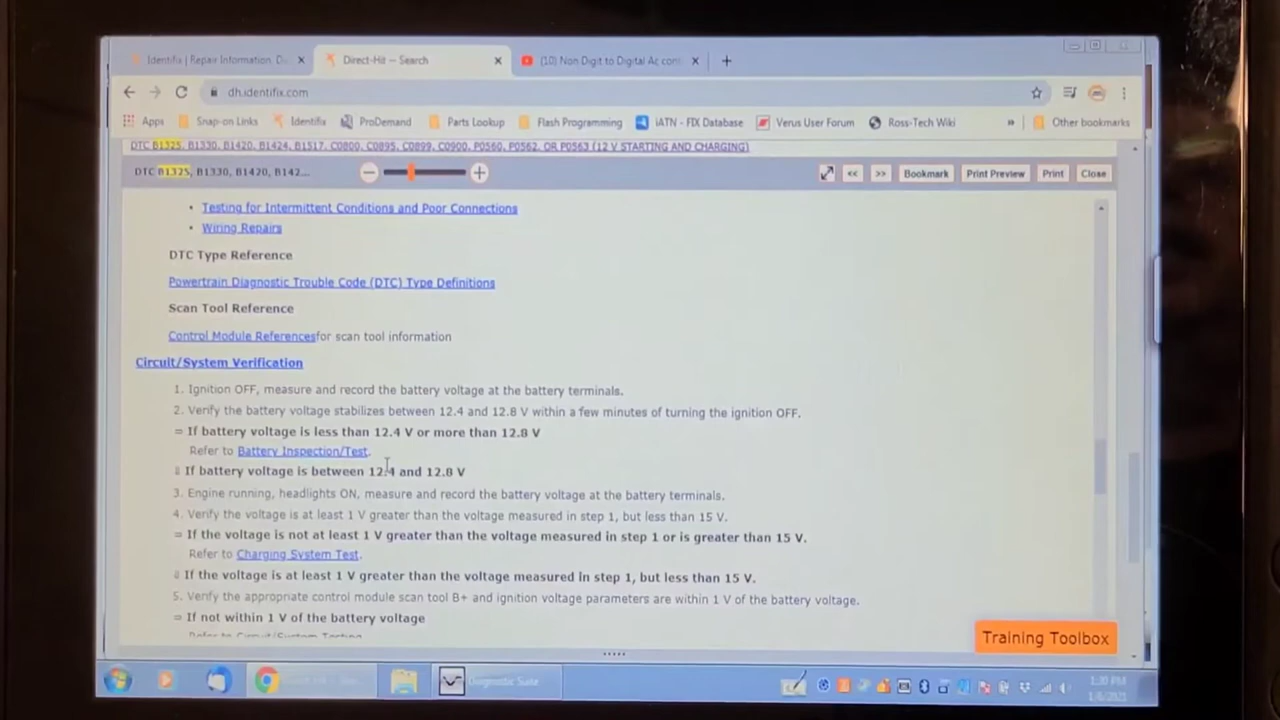 Identifix | Repair Information, D
Direct-Hit -- Search
(10) Non Digit to Digital Ac con
dh.identifix.com
Apps
Snap-on Links
Identifix
ProDemand
Parts Lookup
Flash Programming
iATN - FIX Database
Verus User Forum
Ross-Tech Wiki
»
Other bookmarks
DTC B1325, B1330, B1420, B1424, B1517, C0800, C0895, C0899, C0900, P0560, P0562, OR P0563 (12 V STARTING AND CHARGING)
DTC B1325, B1330, B1420, B142...
<<
>>
Bookmark
Print Preview
Print
Close
• Testing for Intermittent Conditions and Poor Connections
• Wiring Repairs
DTC Type Reference
Powertrain Diagnostic Trouble Code (DTC) Type Definitions
Scan Tool Reference
Control Module Referencesfor scan tool information
Circuit/System Verification
1. Ignition OFF, measure and record the battery voltage at the battery terminals.
2. Verify the battery voltage stabilizes between 12.4 and 12.8 V within a few minutes of turning the ignition OFF.
⇒ If battery voltage is less than 12.4 V or more than 12.8 V
Refer to Battery Inspection/Test.
⇓ If battery voltage is between 12.4 and 12.8 V
3. Engine running, headlights ON, measure and record the battery voltage at the battery terminals.
4. Verify the voltage is at least 1 V greater than the voltage measured in step 1, but less than 15 V.
⇒ If the voltage is not at least 1 V greater than the voltage measured in step 1 or is greater than 15 V.
Refer to Charging System Test.
⇓ If the voltage is at least 1 V greater than the voltage measured in step 1, but less than 15 V.
5. Verify the appropriate control module scan tool B+ and ignition voltage parameters are within 1 V of the battery voltage.
⇒ If not within 1 V of the battery voltage
Refer to Circuit/System Testing
Training Toolbox
Diagnostic Suite
1:30 PM